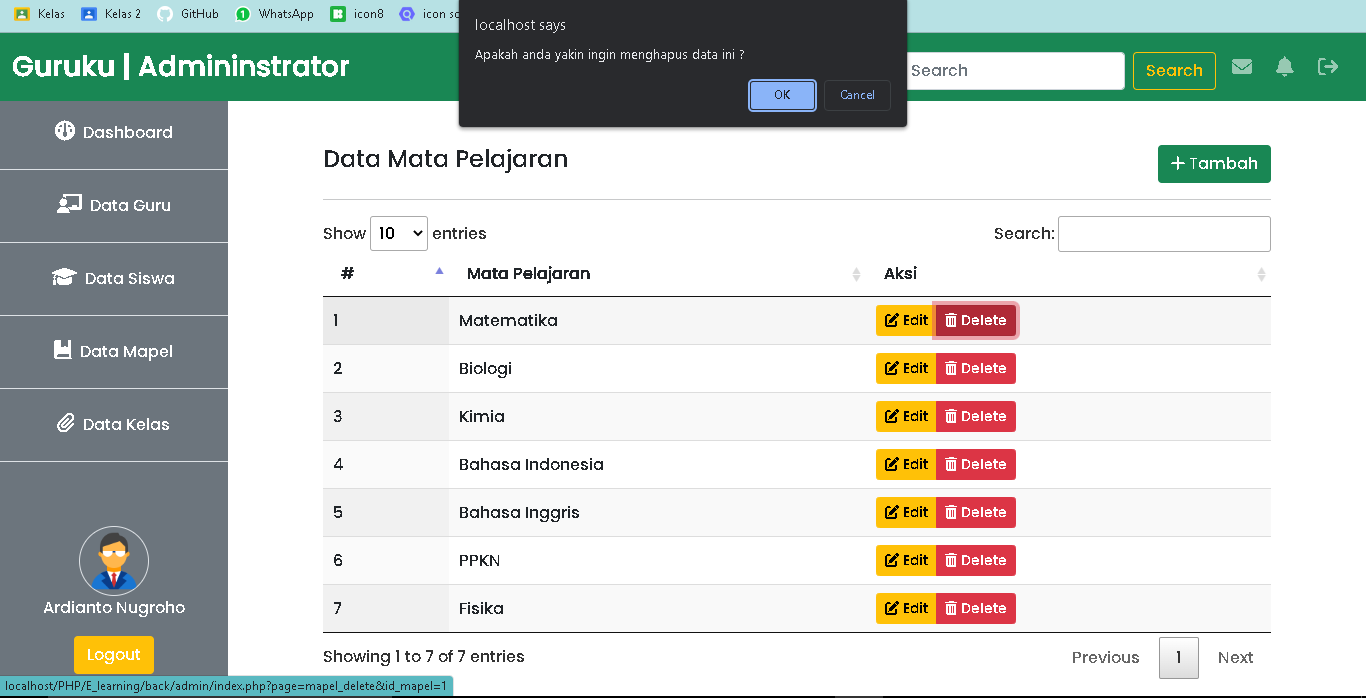 Kelas Kelas 2 GitHub WhatsApp icon8 icon sc
localhost says
Apakah anda yakin ingin menghapus data ini ?
OK Cancel
Guruku | Admininstrator
Search Search
Dashboard
Data Guru
Data Siswa
Data Mapel
Data Kelas
Ardianto Nugroho
Logout
Data Mata Pelajaran
Tambah
Show 10 entries Search:
# Mata Pelajaran Aksi
1 Matematika Edit Delete
2 Biologi Edit Delete
3 Kimia Edit Delete
4 Bahasa Indonesia Edit Delete
5 Bahasa Inggris Edit Delete
6 PPKN Edit Delete
7 Fisika Edit Delete
Showing 1 to 7 of 7 entries Previous 1 Next
localhost/PHP/E_learning/back/admin/index.php?page=mapel_delete&id_mapel=1